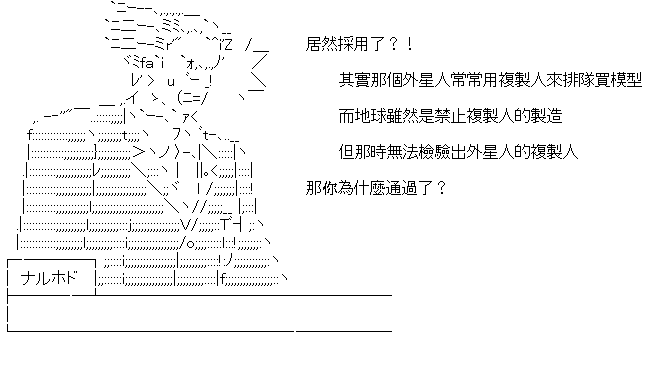 居然採用了？！
其實那個外星人常常用複製人來排隊買模型
而地球雖然是禁止複製人的製造
但那時無法檢驗出外星人的複製人
那你為什麼通過了？
ナルホド